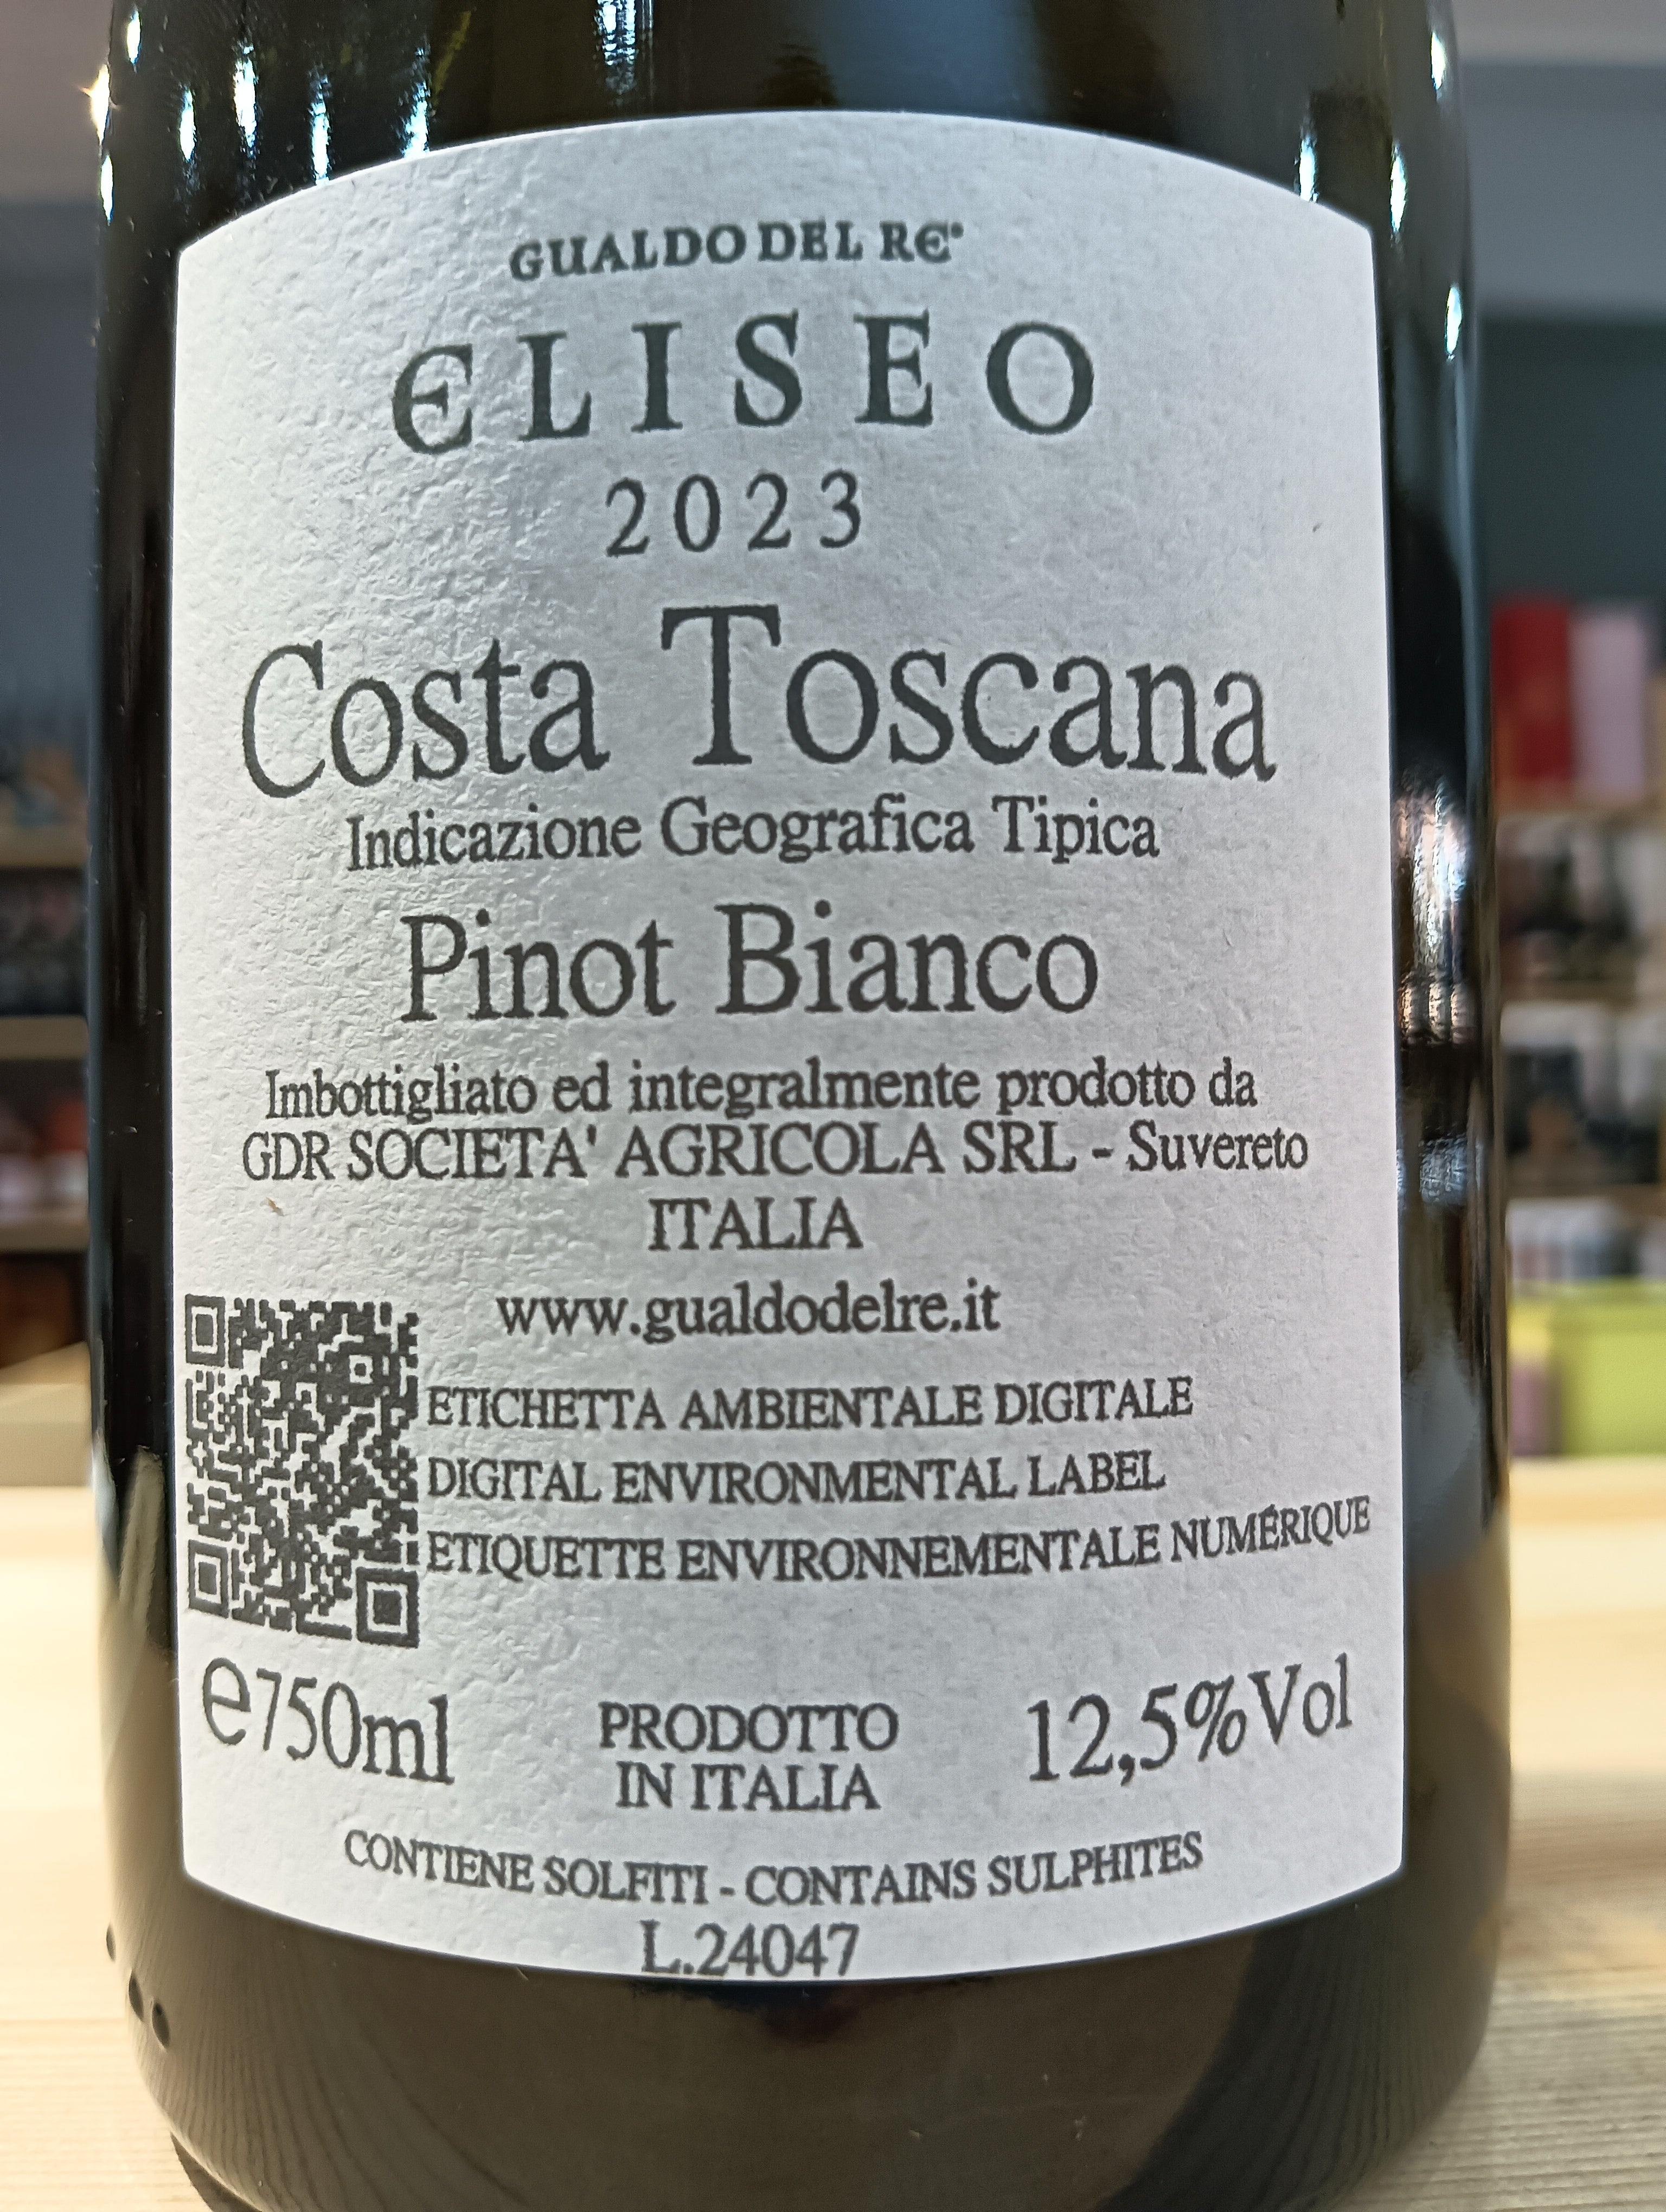 GUALDO DEL RE®
ELISEO
2023
Costa Toscana
Indicazione Geografica Tipica
Pinot Bianco
Imbottigliato ed integralmente prodotto da
GDR SOCIETA' AGRICOLA SRL - Suvereto
ITALIA
www.gualdodelre.it
ETICHETTA AMBIENTALE DIGITALE
DIGITAL ENVIRONMENTAL LABEL
ETIQUETTE ENVIRONNEMENTALE NUMÉRIQUE
℮750ml
PRODOTTO
IN ITALIA
12,5%Vol
CONTIENE SOLFITI - CONTAINS SULPHITES
L.24047